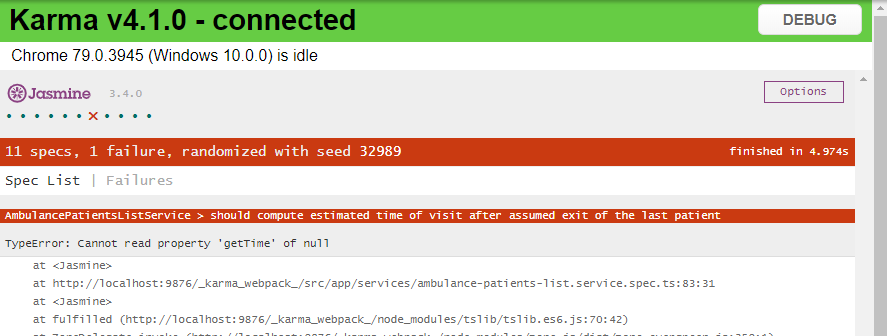 Karma v4.1.0 - connected
DEBUG
Chrome 79.0.3945 (Windows 10.0.0) is idle
Jasmine 3.4.0
Options
11 specs, 1 failure, randomized with seed 32989
finished in 4.974s
Spec List | Failures
AmbulancePatientsListService > should compute estimated time of visit after assumed exit of the last patient
TypeError: Cannot read property 'getTime' of null
at <Jasmine>
at http://localhost:9876/_karma_webpack_/src/app/services/ambulance-patients-list.service.spec.ts:83:31
at <Jasmine>
at fulfilled (http://localhost:9876/_karma_webpack_/node_modules/tslib/tslib.es6.js:70:42)